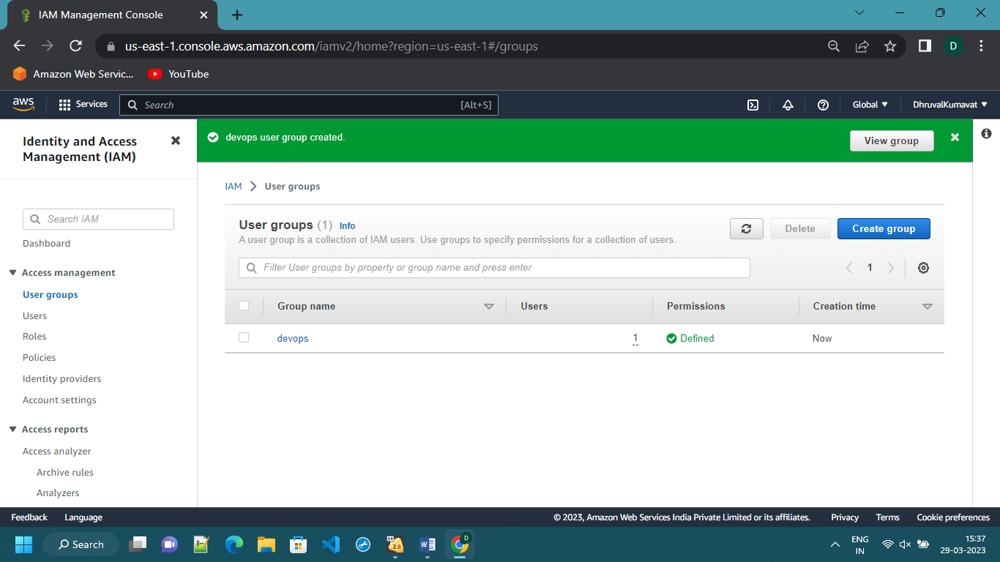 IAM Management Console
us-east-1.console.aws.amazon.com/iamv2/home?region=us-east-1#/groups
D
Amazon Web Servic...
YouTube
aws
Services
Search
[Alt+S]
Global
DhruvalKumavat
Identity and Access
Management (IAM)
Search IAM
Dashboard
Access management
User groups
Users
Roles
Policies
Identity providers
Account settings
Access reports
Access analyzer
Archive rules
Analyzers
devops user group created.
View group
IAM
User groups
User groups (1) Info
A user group is a collection of IAM users. Use groups to specify permissions for a collection of users.
Delete
Create group
Filter User groups by property or group name and press enter
1
Group name
Users
Permissions
Creation time
devops
1
Defined
Now
Feedback
Language
© 2023, Amazon Web Services India Private Limited or its affiliates.
Privacy
Terms
Cookie preferences
Search
64
2.6
D
ENG
IN
15:37
29-03-2023